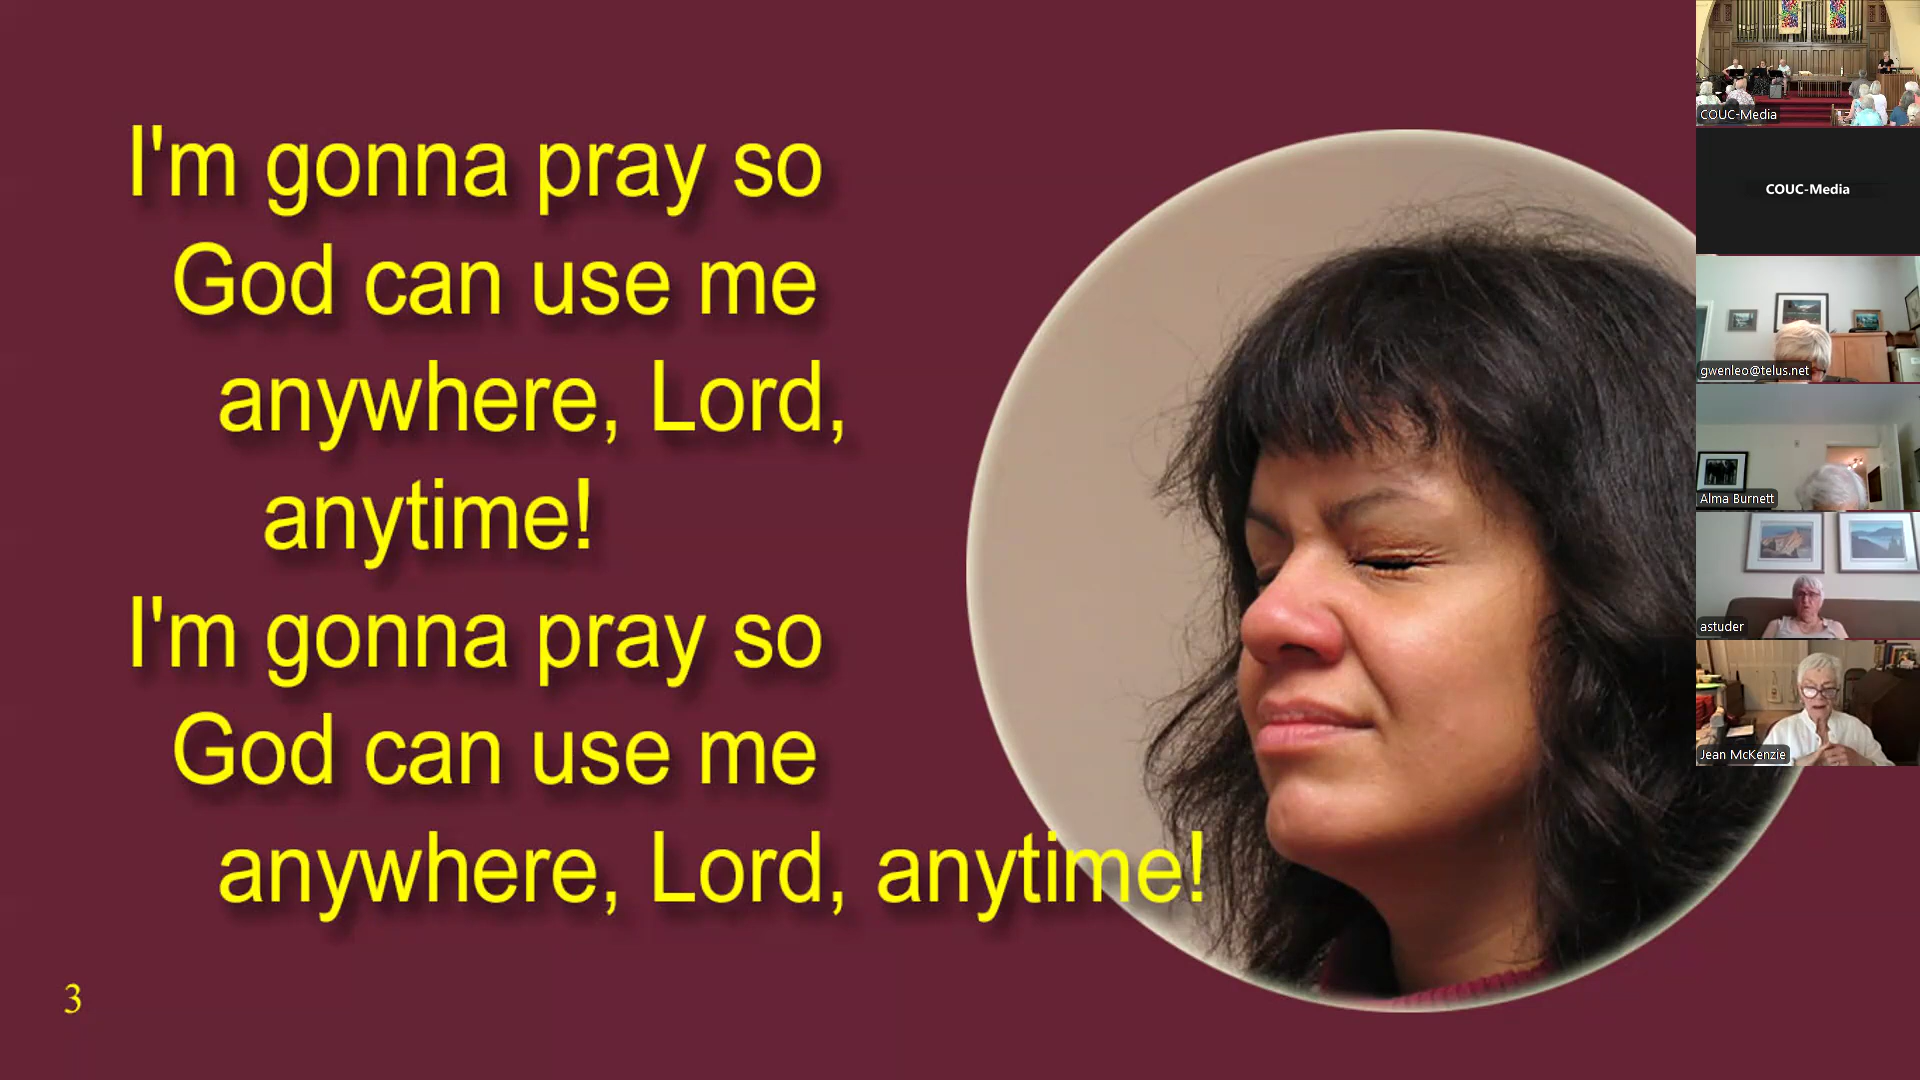 I'm gonna pray so
God can use me
anywhere, Lord,
anytime!
I'm gonna pray so
God can use me
anywhere, Lord, anytime!
3
COUC-Media
COUC-Media
gwenleo@telus.net
Alma Burnett
astuder
Jean McKenzie